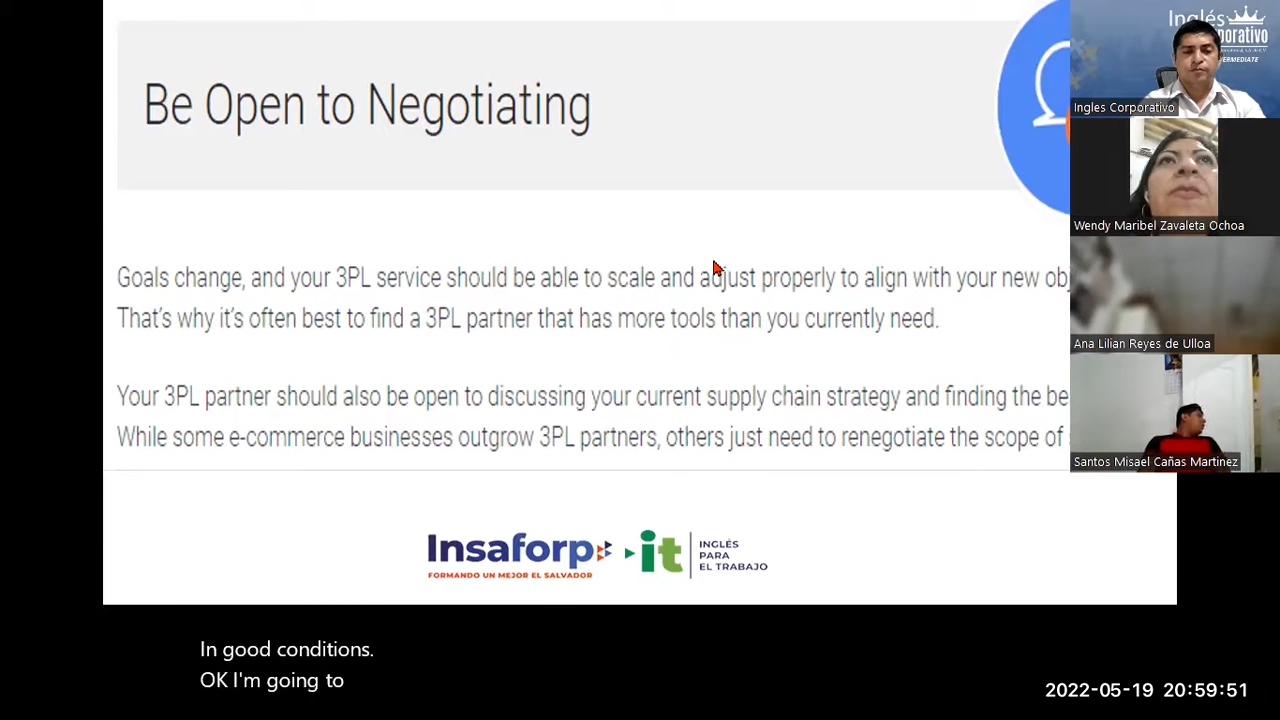 Be Open to Negotiating
Goals change, and your 3PL service should be able to scale and adjust properly to align with your new
That's why it's often best to find a 3PL partner that has more tools than you currently need.
Your 3PL partner should also be open to discussing your current supply chain strategy and finding the
While some e-commerce businesses outgrow 3PL partners, others just need to renegotiate the scope of
Insaforp
FORMANDO UN MEJOR EL SALVADOR
it
INGLÉS
PARA
EL TRABAJO
Inglés
Ingles Corporativo
Wendy Maribel Zavaleta Ochoa
Ana Lilian Reyes de Ulloa
Santos Misael Cañas Martinez
In good conditions.
OK I'm going to
2022-05-19 20:59:51